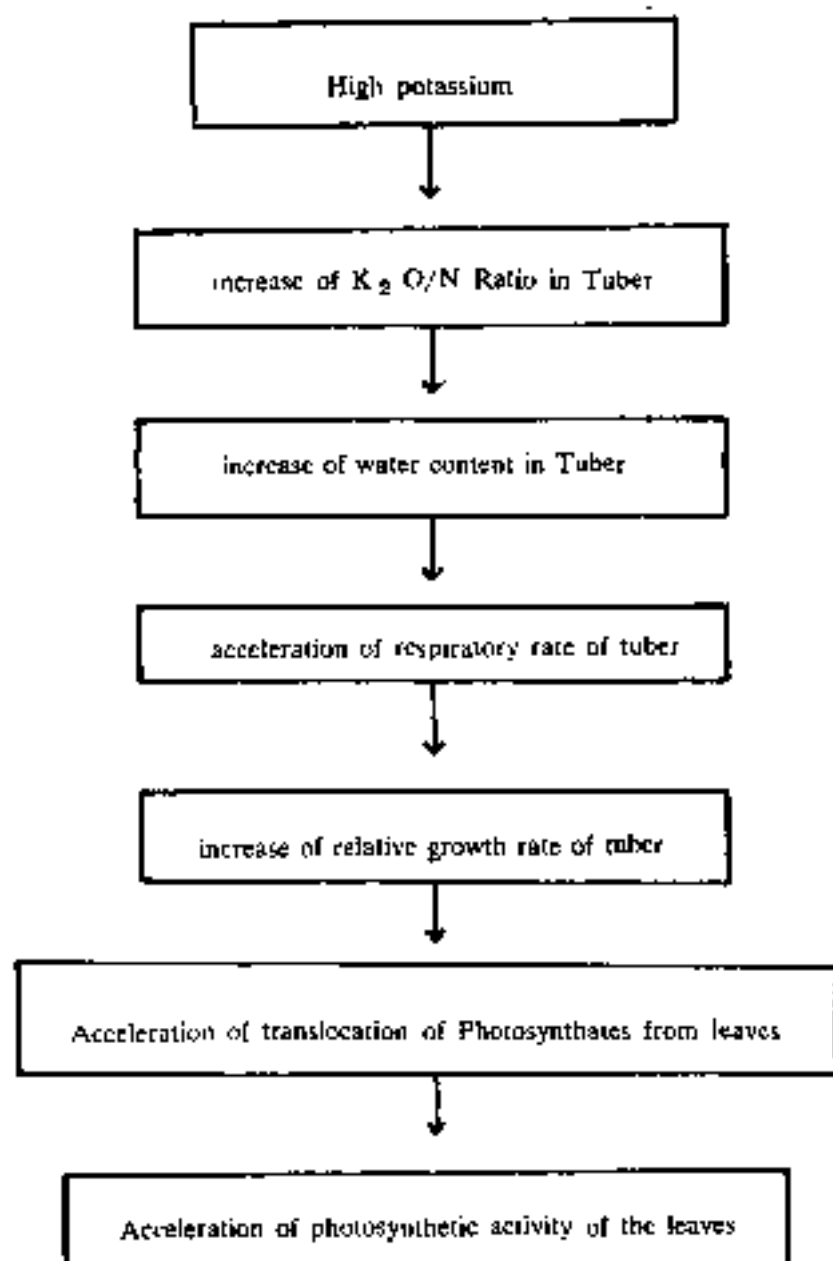 High potassium
increase of K₂ O/N Ratio in Tuber
increase of water content in Tuber
acceleration of respiratory rate of tuber
increase of relative growth rate of tuber
Acceleration of translocation of Photosynthates from leaves
Acceleration of photosynthetic activity of the leaves